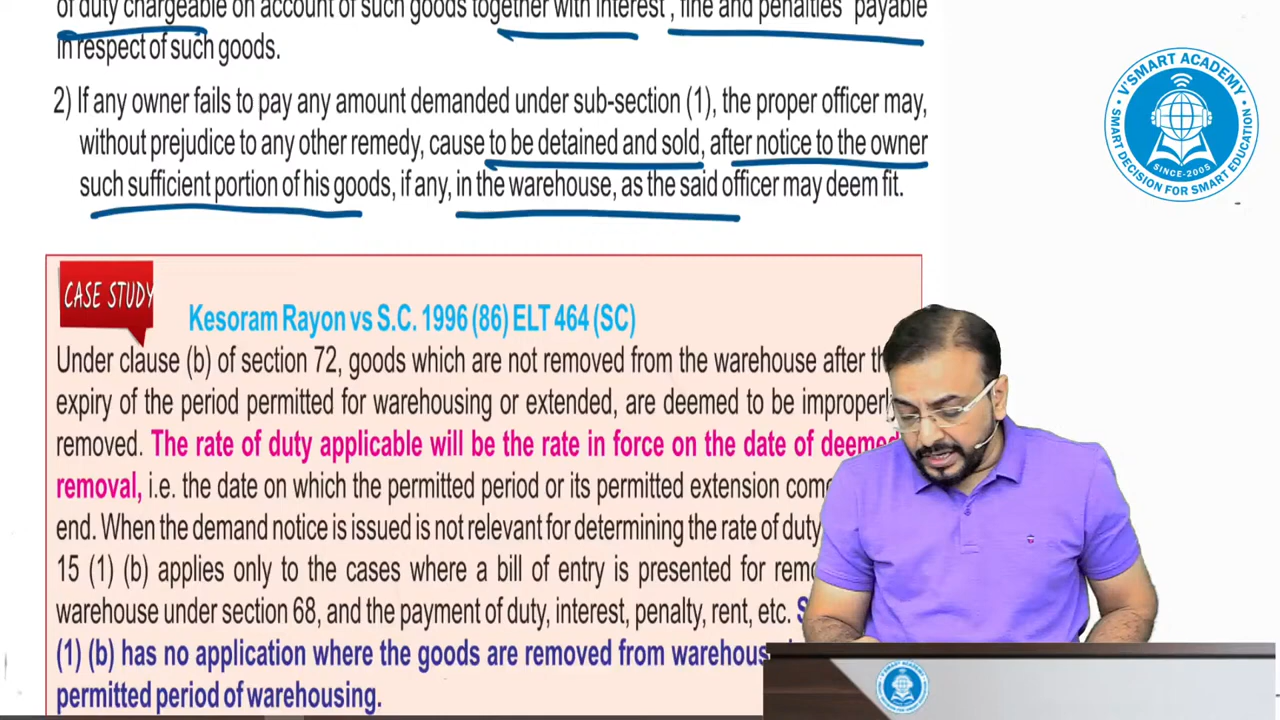 of duty chargeable on account of such goods together with interest, fine and penalties payable
in respect of such goods.
2) If any owner fails to pay any amount demanded under sub-section (1), the proper officer may,
without prejudice to any other remedy, cause to be detained and sold, after notice to the owner
such sufficient portion of his goods, if any, in the warehouse, as the said officer may deem fit.
V'SMART ACADEMY
SINCE-2005
SMART DECISION FOR SMART EDUCATION
CASE STUDY
Kesoram Rayon vs S.C. 1996 (86) ELT 464 (SC)
Under clause (b) of section 72, goods which are not removed from the warehouse after
expiry of the period permitted for warehousing or extended, are deemed to be improperly
removed. The rate of duty applicable will be the rate in force on the date of deemed
removal, i.e. the date on which the permitted period or its permitted extension
end. When the demand notice is issued is not relevant for determining the rate of duty
15 (1) (b) applies only to the cases where a bill of entry is presented for
warehouse under section 68, and the payment of duty, interest, penalty, rent, etc.
(1) (b) has no application where the goods are removed from
permitted period of warehousing.